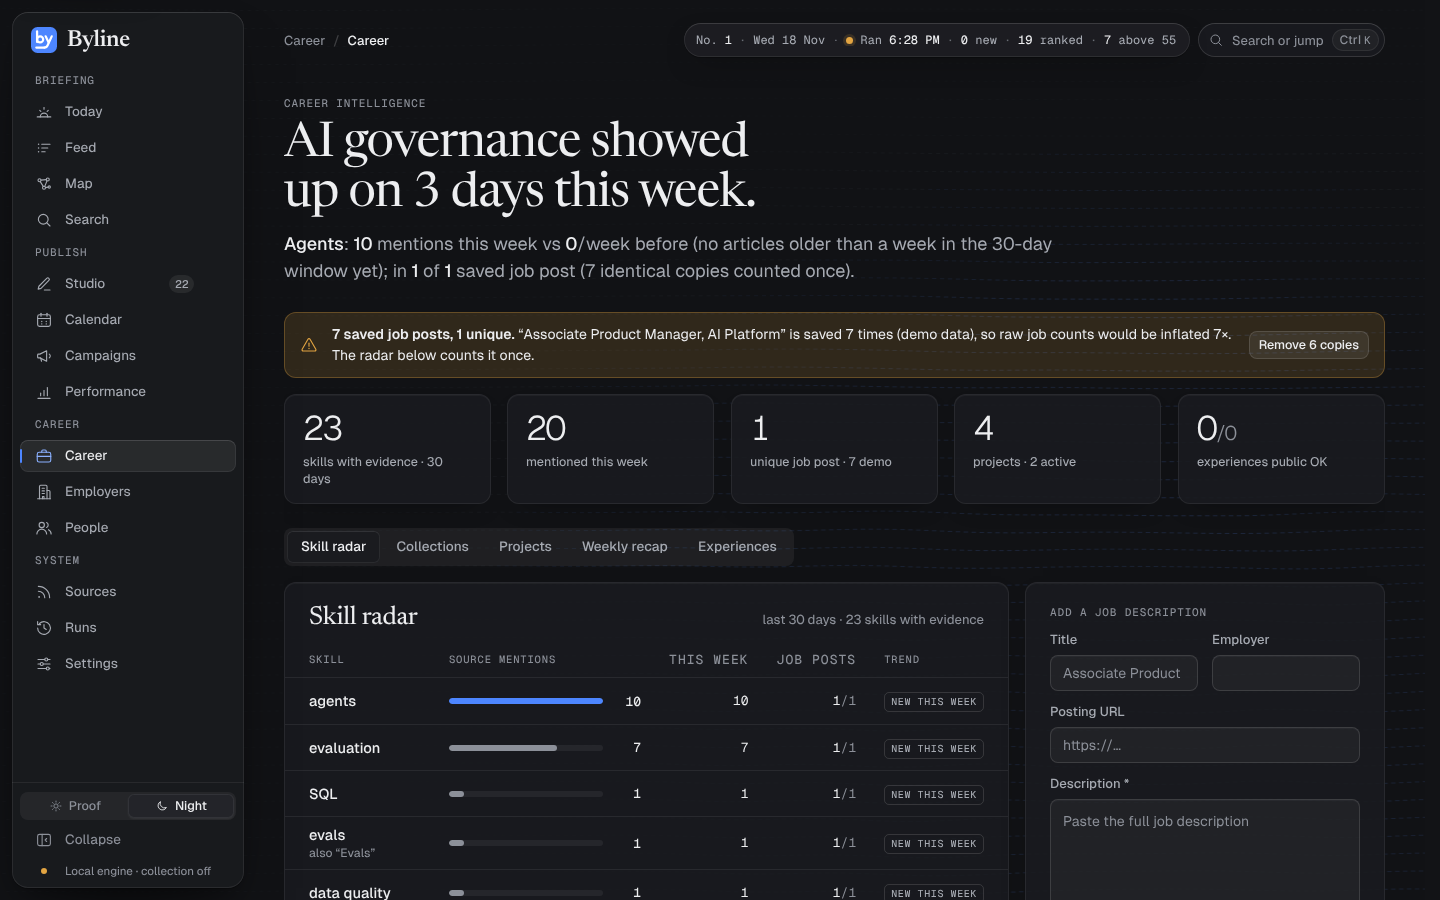 by Byline
BRIEFING
Today
Feed
Map
Search
PUBLISH
Studio 22
Calendar
Campaigns
Performance
CAREER
Career
Employers
People
SYSTEM
Sources
Runs
Settings
Proof Night
Collapse
Local engine · collection off
Career / Career
No. 1 · Wed 18 Nov · Ran 6:28 PM · 0 new · 19 ranked · 7 above 55
Search or jump Ctrl K
CAREER INTELLIGENCE
AI governance showed
up on 3 days this week.
Agents: 10 mentions this week vs 0/week before (no articles older than a week in the 30-day
window yet); in 1 of 1 saved job post (7 identical copies counted once).
7 saved job posts, 1 unique. “Associate Product Manager, AI Platform” is saved 7 times (demo data), so raw job counts would be inflated 7×.
The radar below counts it once.
Remove 6 copies
23
skills with evidence · 30
days
20
mentioned this week
1
unique job post · 7 demo
4
projects · 2 active
0/0
experiences public OK
Skill radar Collections Projects Weekly recap Experiences
Skill radar
last 30 days · 23 skills with evidence
SKILL SOURCE MENTIONS THIS WEEK JOB POSTS TREND
agents 10 10 1/1 NEW THIS WEEK
evaluation 7 7 1/1 NEW THIS WEEK
SQL 1 1 1/1 NEW THIS WEEK
evals 1 1 1/1 NEW THIS WEEK
also “Evals”
data quality 1 1 1/1 NEW THIS WEEK
ADD A JOB DESCRIPTION
Title Employer
Associate Product
Posting URL
https://…
Description *
Paste the full job description